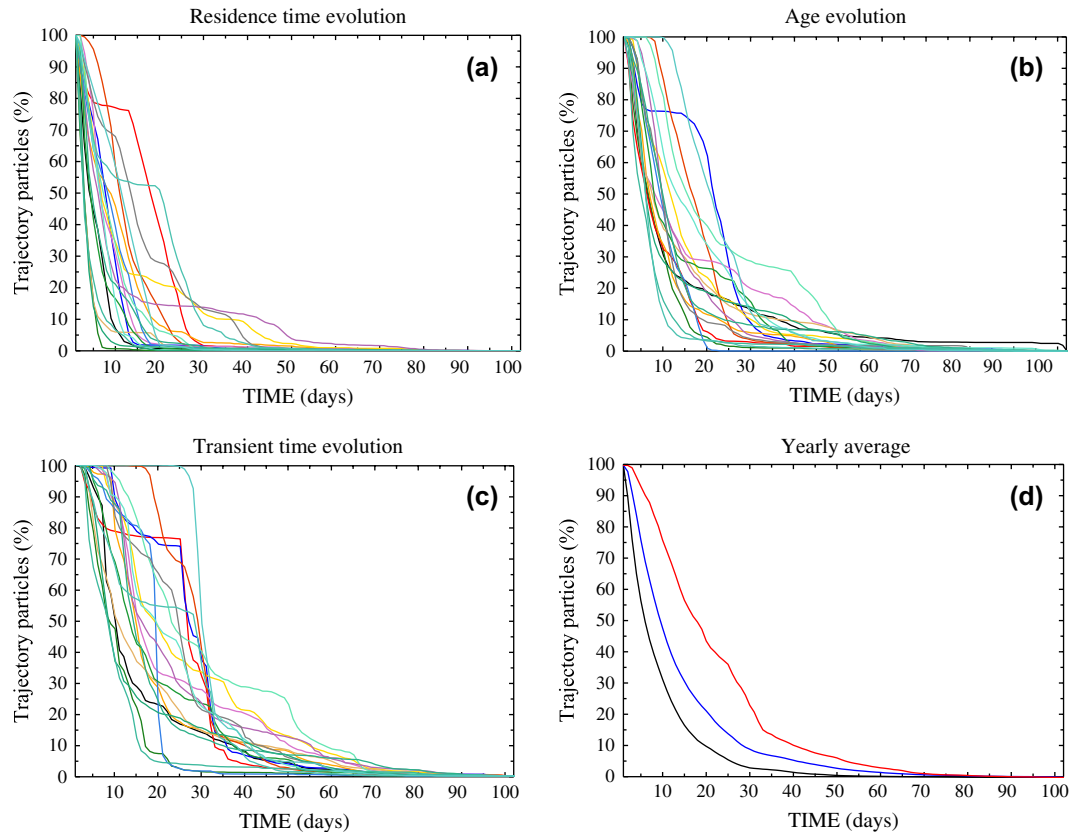 Residence time evolution
(a)
Trajectory particles (%)
100
90
80
70
60
50
40
30
20
10
0
10 20 30 40 50 60 70 80 90 100
TIME (days)
Age evolution
(b)
Trajectory particles (%)
100
90
80
70
60
50
40
30
20
10
0
10 20 30 40 50 60 70 80 90 100
TIME (days)
Transient time evolution
(c)
Trajectory particles (%)
100
90
80
70
60
50
40
30
20
10
0
10 20 30 40 50 60 70 80 90 100
TIME (days)
Yearly average
(d)
Trajectory particles (%)
100
90
80
70
60
50
40
30
20
10
0
10 20 30 40 50 60 70 80 90 100
TIME (days)